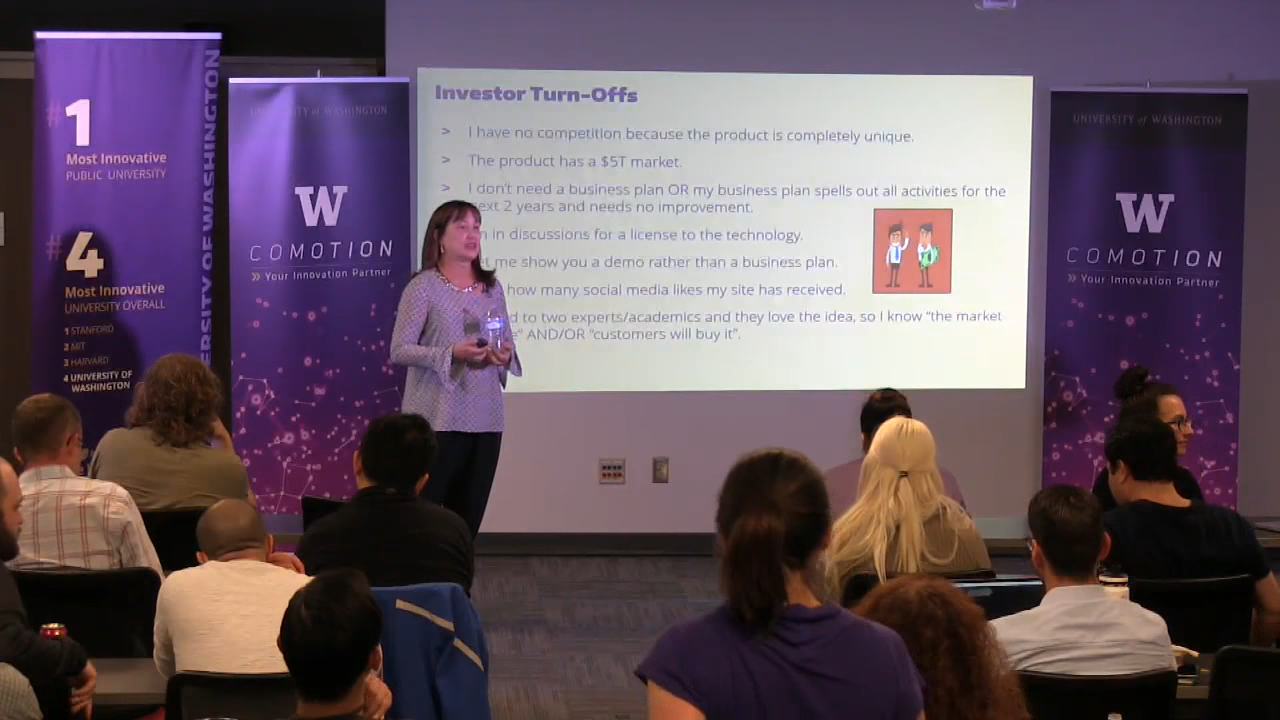 #1
Most Innovative
PUBLIC UNIVERSITY
#4
Most Innovative
UNIVERSITY OVERALL
1 STANFORD
2 MIT
3 HARVARD
4 UNIVERSITY OF
WASHINGTON
UNIVERSITY OF WASHINGTON
UNIVERSITY of WASHINGTON
W
COMOTION
» Your Innovation Partner
Investor Turn-Offs
> I have no competition because the product is completely unique.
> The product has a $5T market.
> I don't need a business plan OR my business plan spells out all activities for the
next 2 years and needs no improvement.
in discussions for a license to the technology.
me show you a demo rather than a business plan.
how many social media likes my site has received.
to two experts/academics and they love the idea, so I know “the market
AND/OR “customers will buy it”.
UNIVERSITY of WASHINGTON
W
COMOTION
» Your Innovation Partner